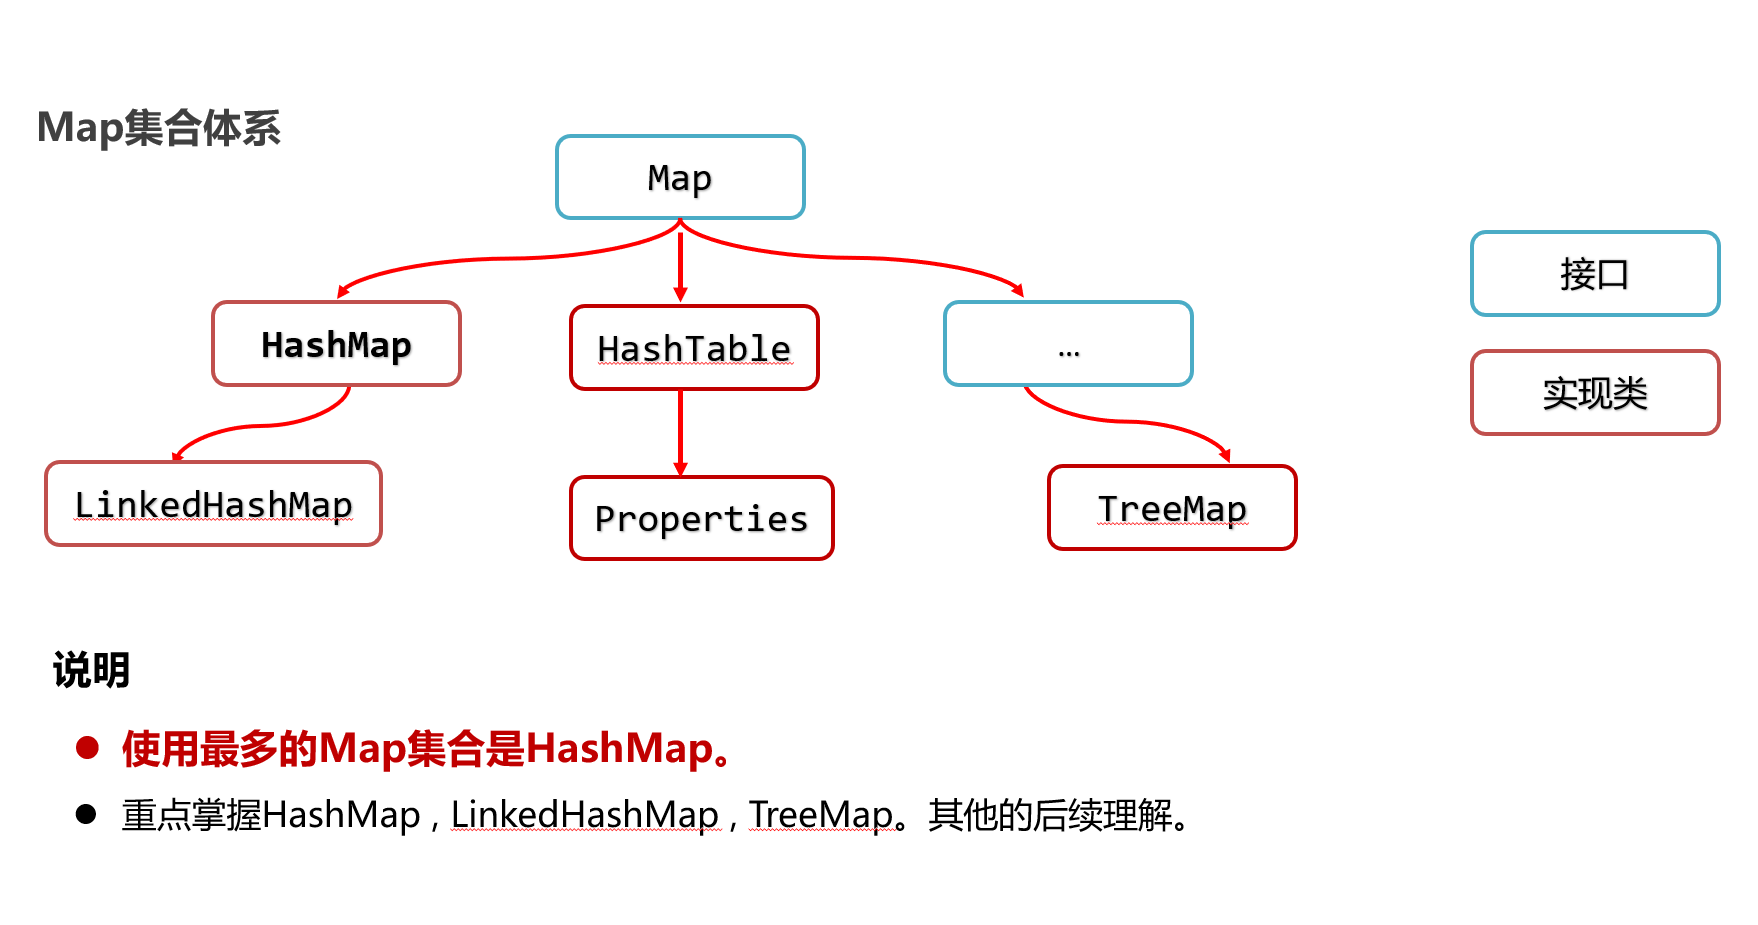 Map集合体系
Map
接口
HashMap
HashTable
...
实现类
LinkedHashMap
Properties
TreeMap
说明
使用最多的Map集合是HashMap。
重点掌握HashMap , LinkedHashMap , TreeMap。其他的后续理解。